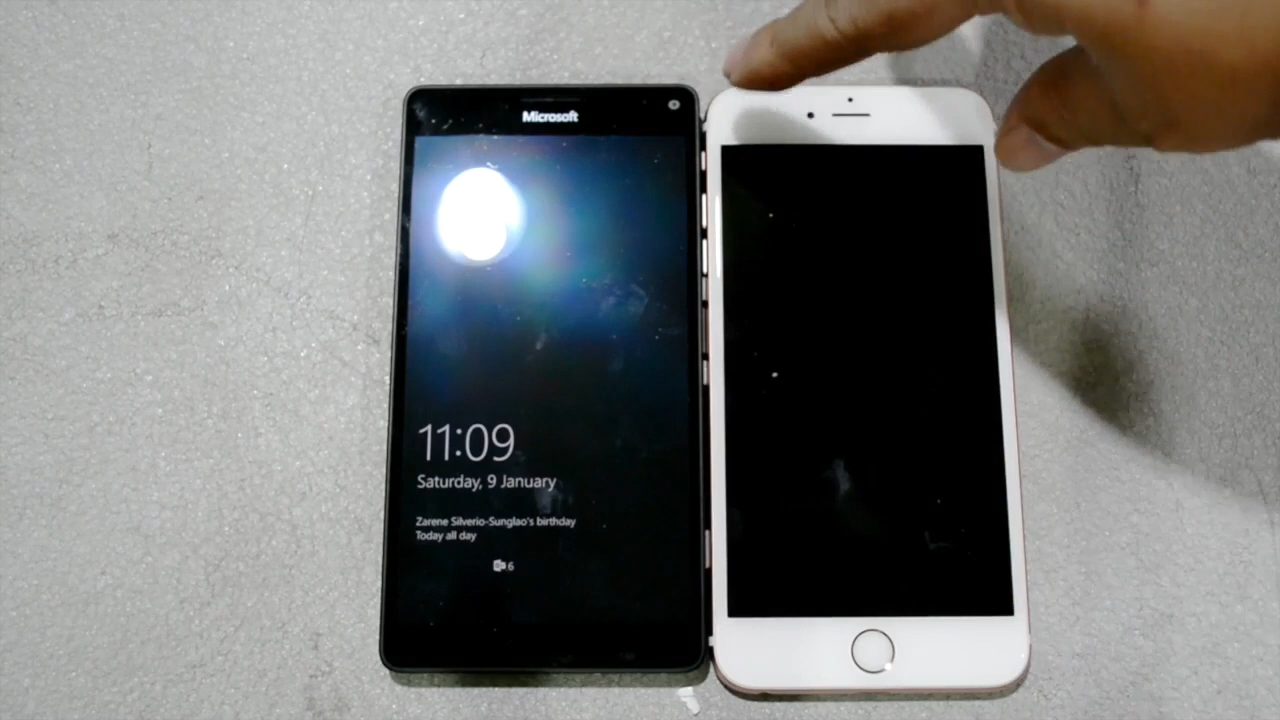 Microsoft
11:09
Saturday, 9 January
Zarene Silverio-Sunglao's birthday
Today all day
6